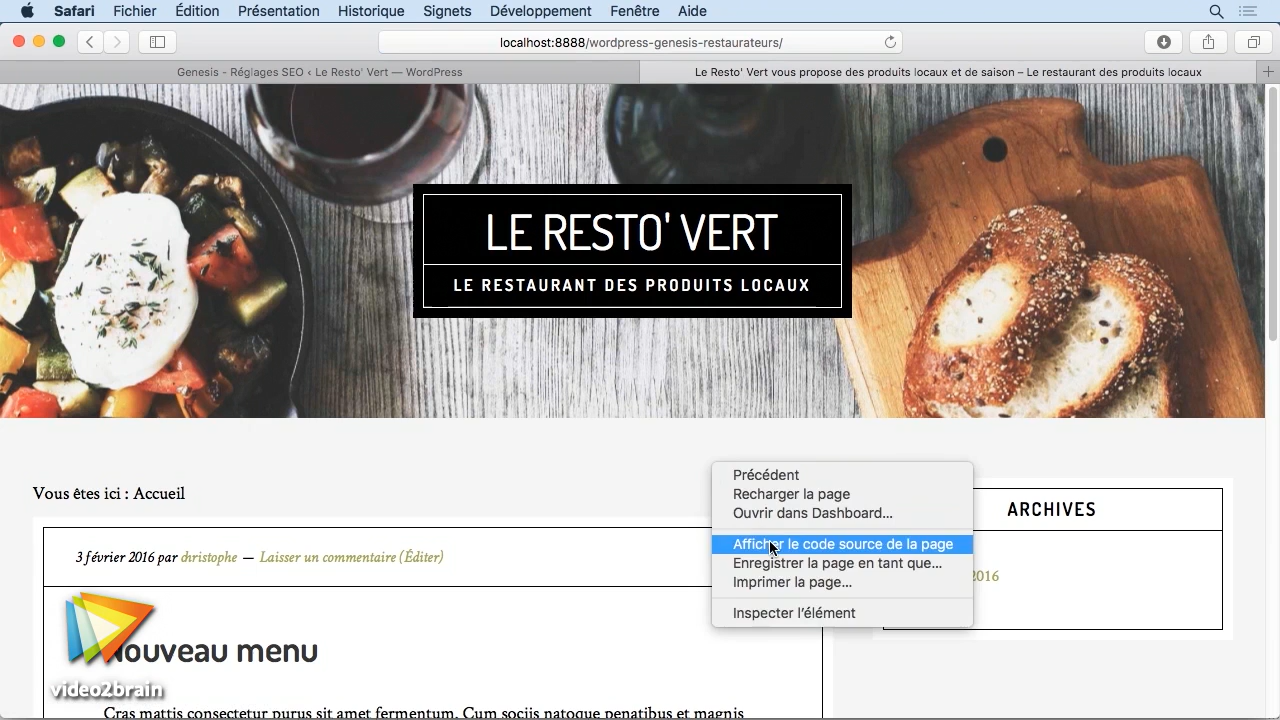 Safari Fichier Édition Présentation Historique Signets Développement Fenêtre Aide
localhost:8888/wordpress-genesis-restaurateurs/
Genesis - Réglages SEO ‹ Le Resto' Vert — WordPress
Le Resto' Vert vous propose des produits locaux et de saison – Le restaurant des produits locaux
LE RESTO' VERT
LE RESTAURANT DES PRODUITS LOCAUX
Vous êtes ici : Accueil
3 février 2016 par christophe — Laisser un commentaire (Éditer)
Nouveau menu
Cras mattis consectetur purus sit amet fermentum. Cum sociis natoque penatibus et magnis
Précédent
Recharger la page
Ouvrir dans Dashboard...
Afficher le code source de la page
Enregistrer la page en tant que...
Imprimer la page...
Inspecter l'élément
ARCHIVES
2016
video2brain